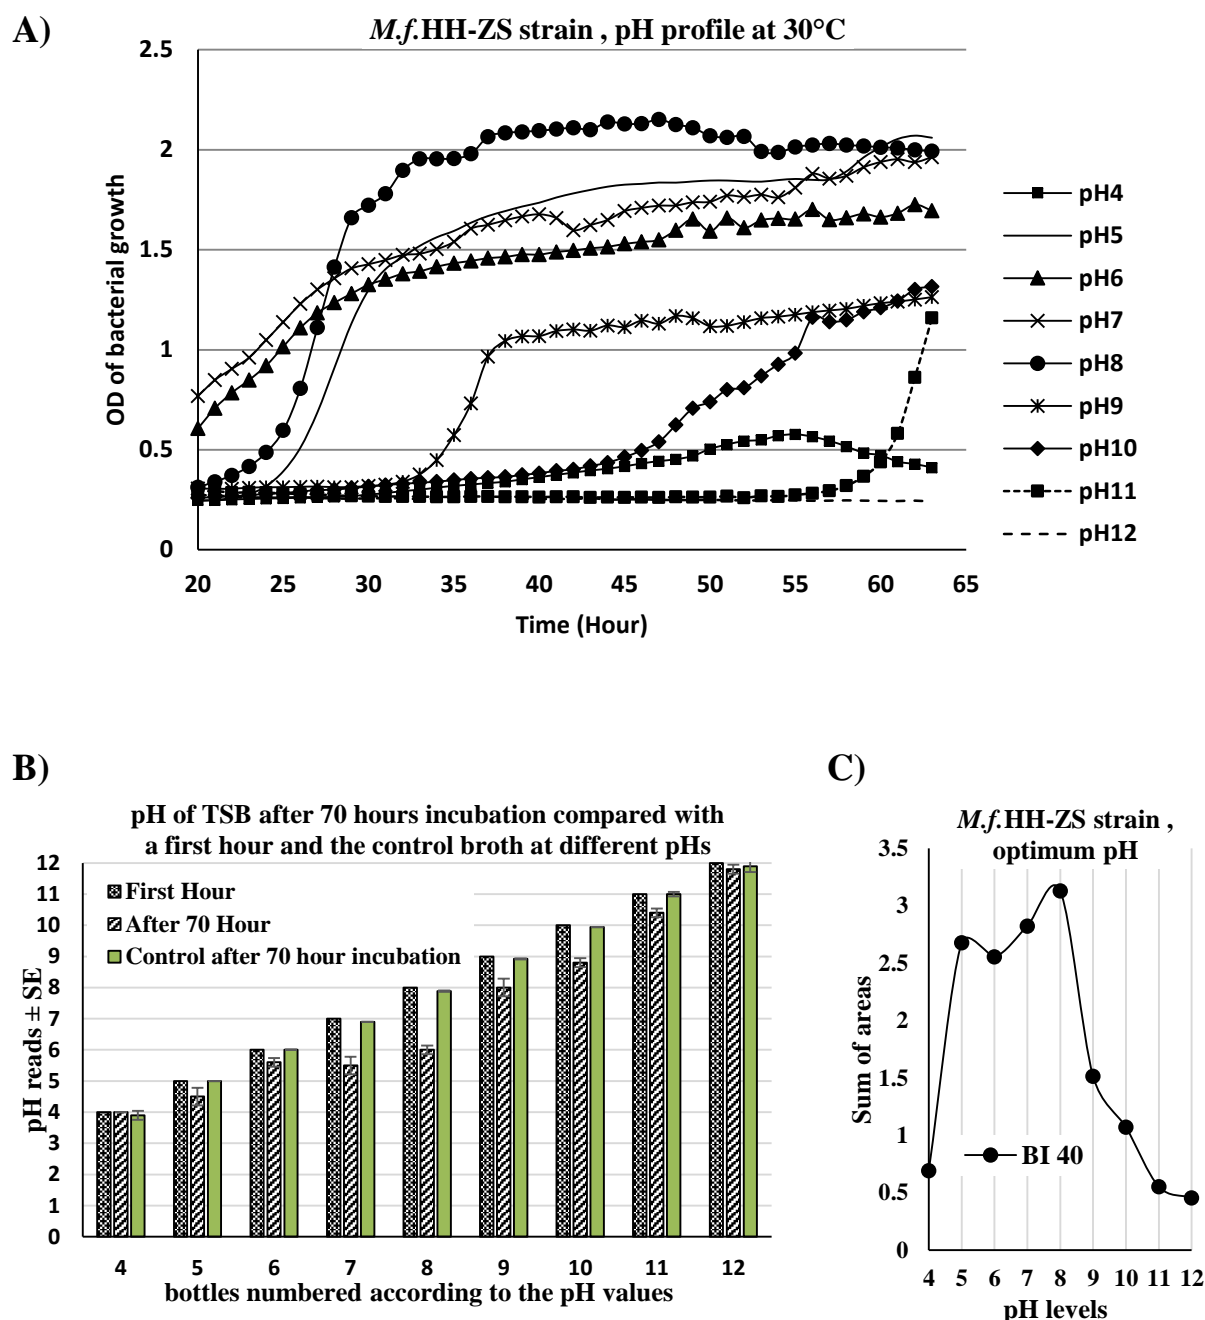 A)
M.f.HH-ZS strain , pH profile at 30°C
2.5
2
1.5
1
0.5
0
OD of bacterial growth
20 25 30 35 40 45 50 55 60 65
Time (Hour)
pH4
pH5
pH6
pH7
pH8
pH9
pH10
pH11
pH12
B)
pH of TSB after 70 hours incubation compared with
a first hour and the control broth at different pHs
12
11
10
9
8
7
6
5
4
3
2
1
0
pH reads ± SE
First Hour
After 70 Hour
Control after 70 hour incubation
4 5 6 7 8 9 10 11 12
bottles numbered according to the pH values
C)
M.f.HH-ZS strain ,
optimum pH
3.5
3
2.5
2
1.5
1
0.5
0
Sum of areas
BI 40
4 5 6 7 8 9 10 11 12
pH levels